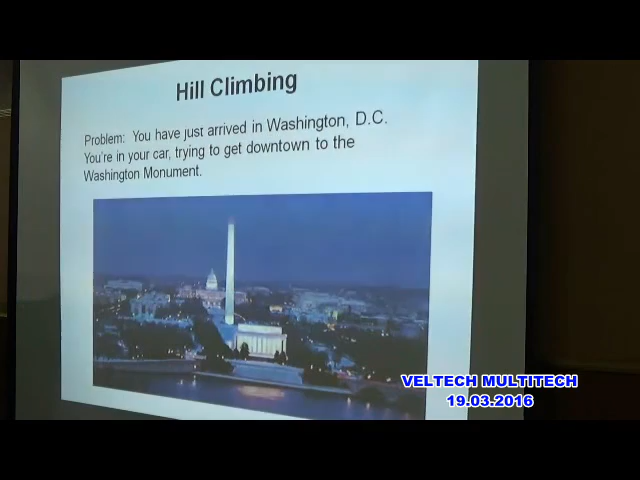 Hill Climbing
Problem: You have just arrived in Washington, D.C.
You're in your car, trying to get downtown to the
Washington Monument.
VELTECH MULTITECH
19.03.2016